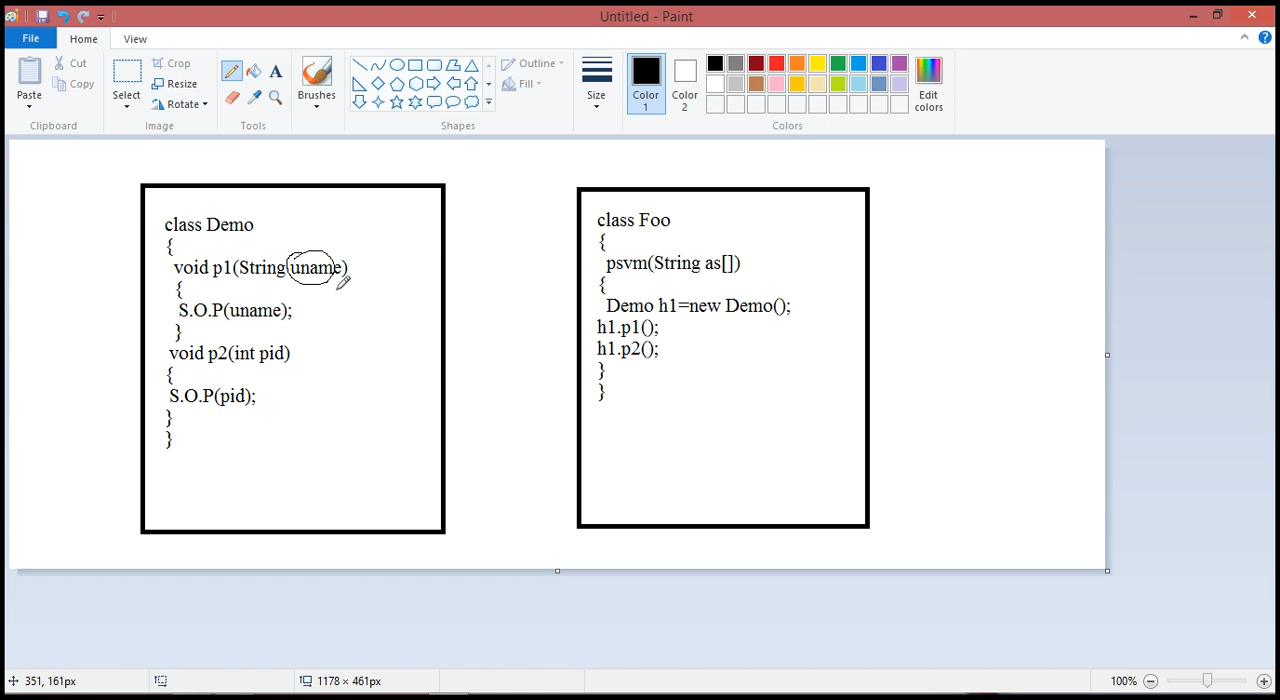 Untitled - Paint
File Home View
Paste
Cut
Copy
Clipboard
Select
Crop
Resize
Rotate
Image
Tools
Brushes
Outline
Fill
Shapes
Size
Color 1
Color 2
Edit colors
Colors
class Demo
{
void p1(String uname)
{
S.O.P(uname);
}
void p2(int pid)
{
S.O.P(pid);
}
}
class Foo
{
psvm(String as[])
{
Demo h1=new Demo();
h1.p1();
h1.p2();
}
}
351, 161px
1178 × 461px
100%